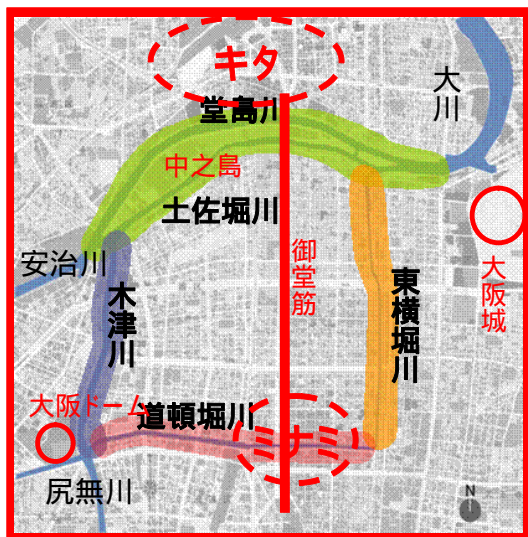 キタ
大川
堂島川
中之島
土佐堀川
御堂筋
安治川
大阪城
東横堀川
木津川
大阪ドーム
道頓堀川
ミナミ
尻無川
N